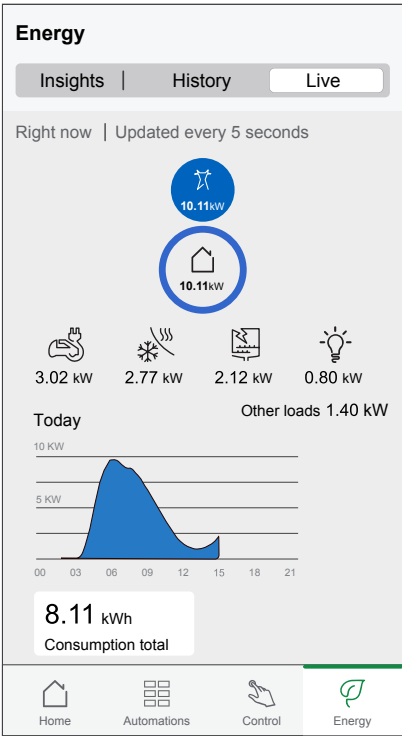 Energy
Insights | History Live
Right now | Updated every 5 seconds
10.11kW
10.11kW
3.02 kW 2.77 kW 2.12 kW 0.80 kW
Today Other loads 1.40 kW
10 KW
5 KW
00 03 06 09 12 15 18 21
8.11 kWh
Consumption total
Home Automations Control Energy